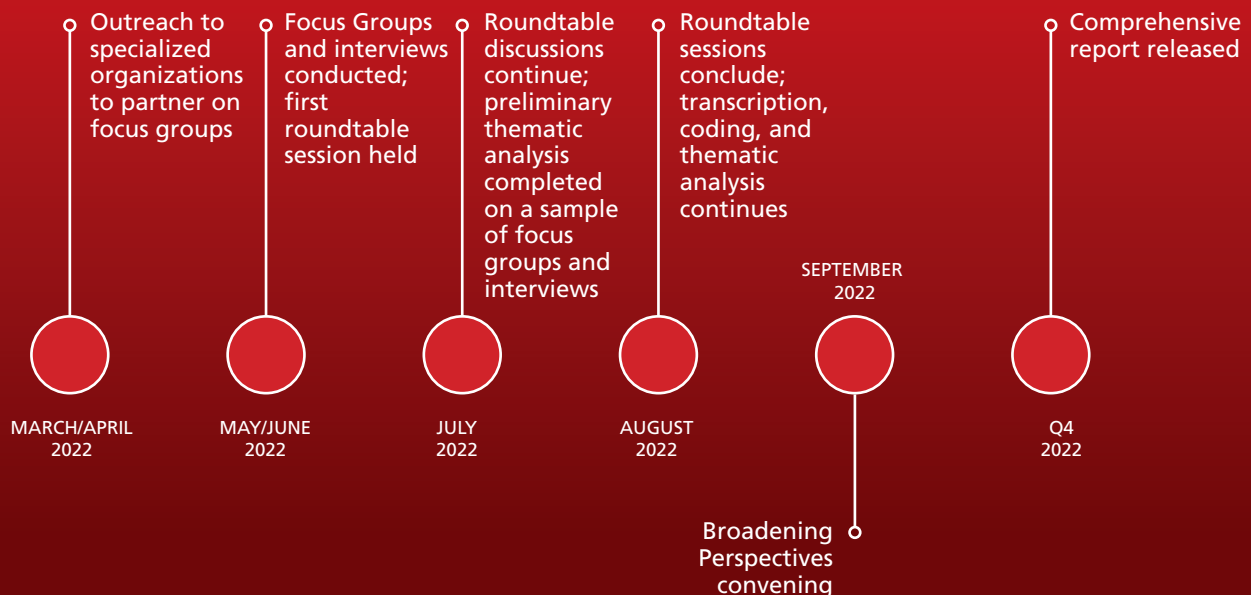 Outreach to
specialized
organizations
to partner on
focus groups
Focus Groups
and interviews
conducted;
first
roundtable
session held
Roundtable
discussions
continue;
preliminary
thematic
analysis
completed
on a sample
of focus
groups and
interviews
Roundtable
sessions
conclude;
transcription,
coding, and
thematic
analysis
continues
Comprehensive
report released
SEPTEMBER
2022
MARCH/APRIL
2022
MAY/JUNE
2022
JULY
2022
AUGUST
2022
Q4
2022
Broadening
Perspectives
convening